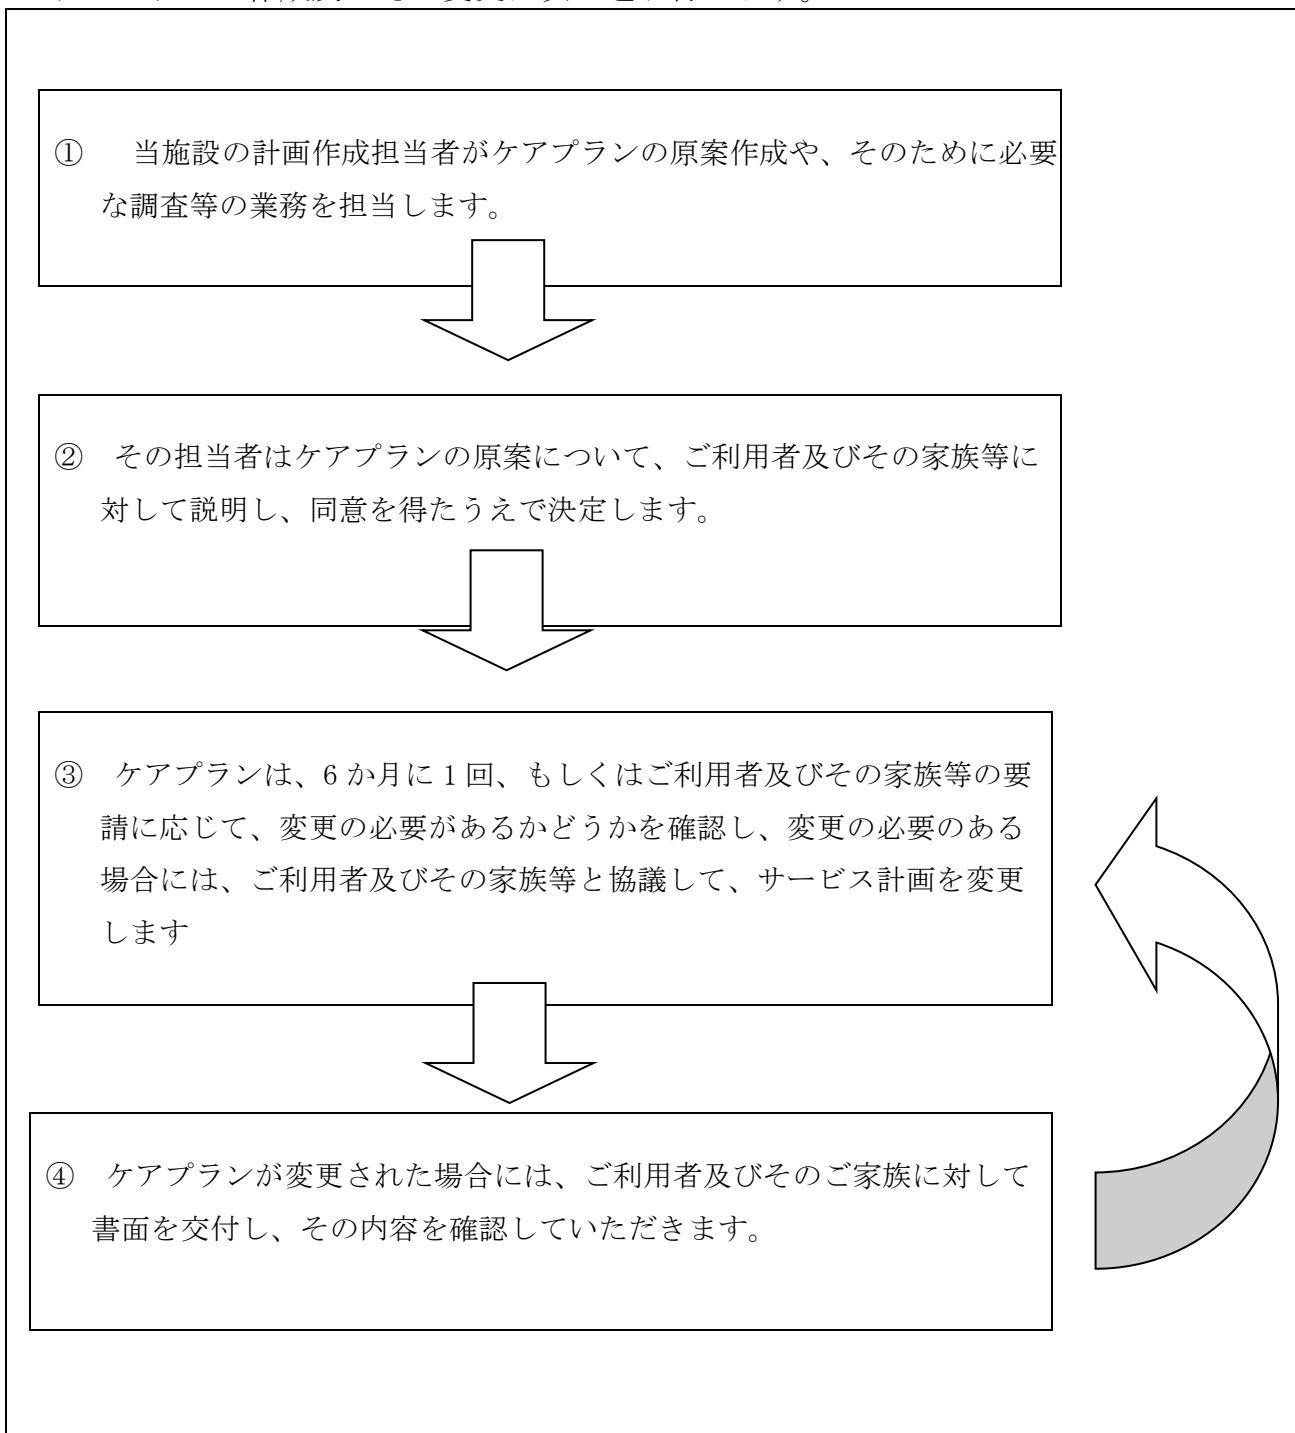 ① 当施設の計画作成担当者がケアプランの原案作成や、そのために必要
な調査等の業務を担当します。
② その担当者はケアプランの原案について、ご利用者及びその家族等に
対して説明し、同意を得たうえで決定します。
③ ケアプランは、6 か月に 1 回、もしくはご利用者及びその家族等の要
請に応じて、変更の必要があるかどうかを確認し、変更の必要のある
場合には、ご利用者及びその家族等と協議して、サービス計画を変更
します
④ ケアプランが変更された場合には、ご利用者及びそのご家族に対して
書面を交付し、その内容を確認していただきます。